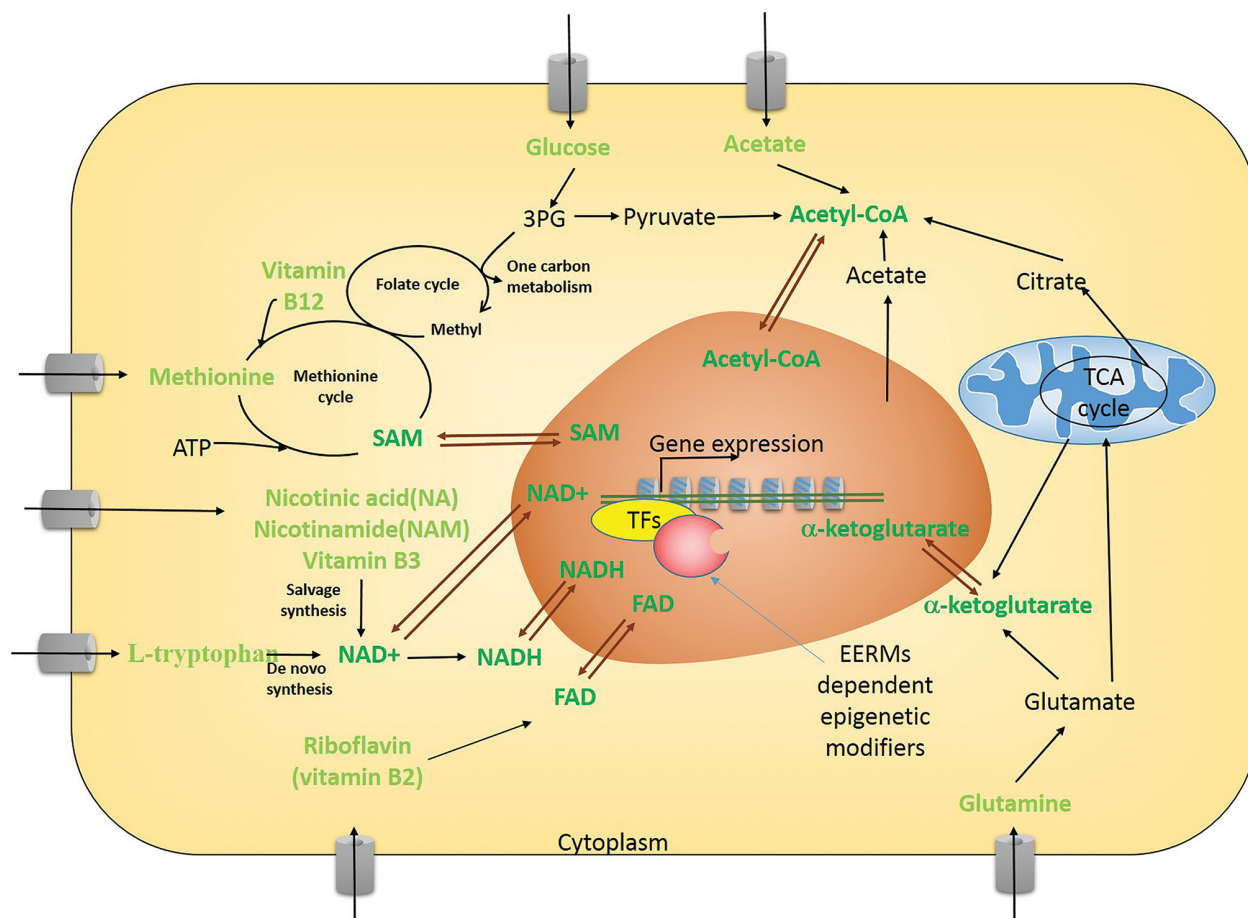 Glucose
Acetate
3PG
Pyruvate
Acetyl-CoA
Vitamin
B12
Folate cycle
One carbon
metabolism
Acetate
Citrate
Methyl
Methionine
Methionine
cycle
Acetyl-CoA
TCA
cycle
ATP
SAM
SAM
Gene expression
Nicotinic acid(NA)
Nicotinamide(NAM)
Vitamin B3
NAD+
TFs
α-ketoglutarate
Salvage
synthesis
NADH
FAD
α-ketoglutarate
L-tryptophan
De novo
synthesis
NAD+
NADH
FAD
EERMs
dependent
epigenetic
modifiers
Glutamate
Riboflavin
(vitamin B2)
Glutamine
Cytoplasm